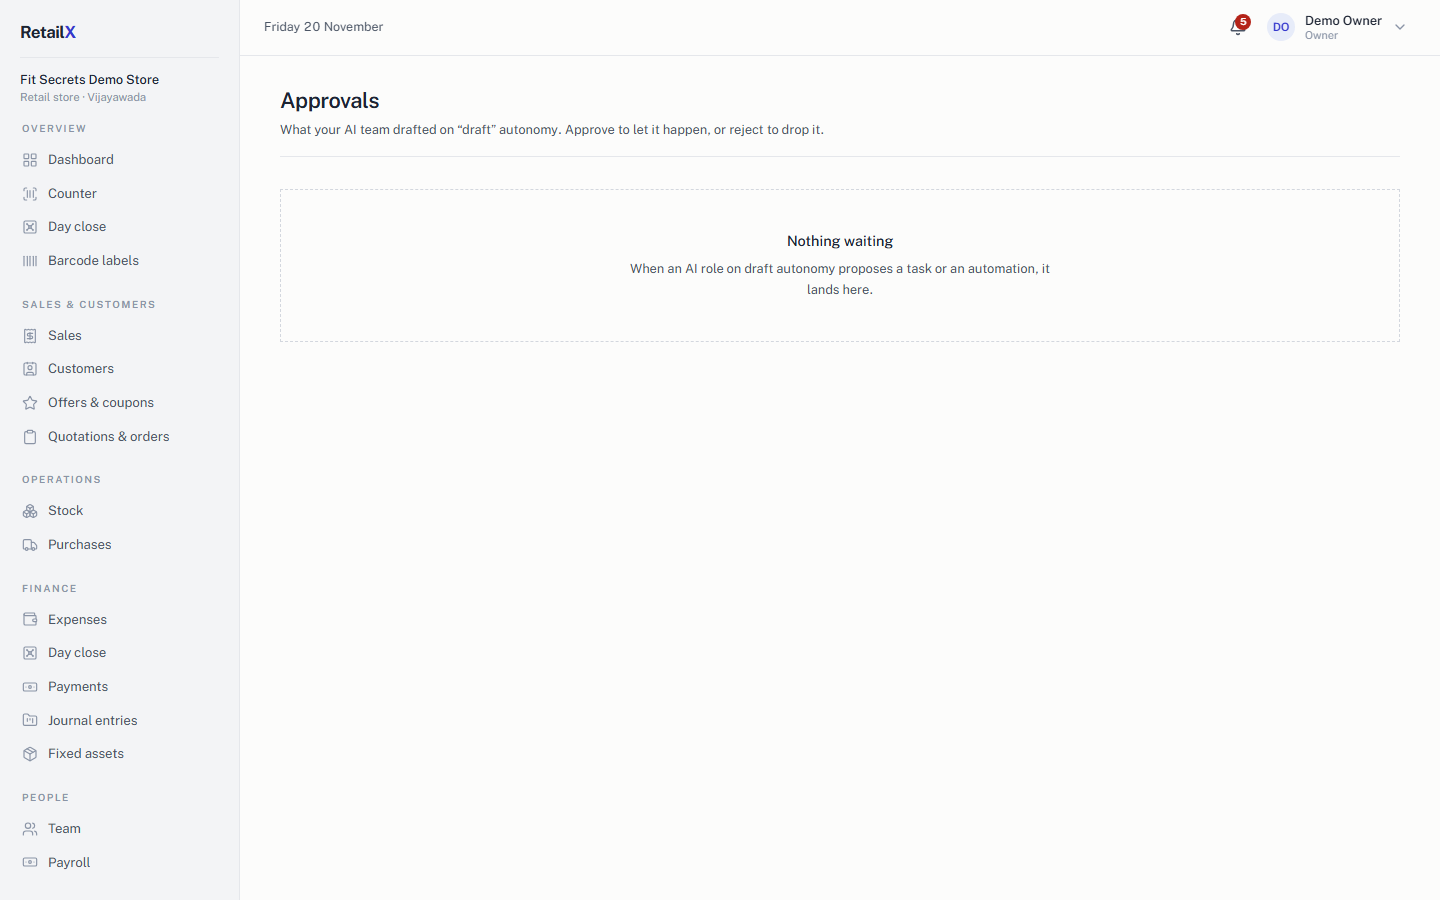 RetailX
Fit Secrets Demo Store
Retail store · Vijayawada
OVERVIEW
Dashboard
Counter
Day close
Barcode labels
SALES & CUSTOMERS
Sales
Customers
Offers & coupons
Quotations & orders
OPERATIONS
Stock
Purchases
FINANCE
Expenses
Day close
Payments
Journal entries
Fixed assets
PEOPLE
Team
Payroll
Friday 20 November
5
DO
Demo Owner
Owner
Approvals
What your AI team drafted on “draft” autonomy. Approve to let it happen, or reject to drop it.
Nothing waiting
When an AI role on draft autonomy proposes a task or an automation, it
lands here.